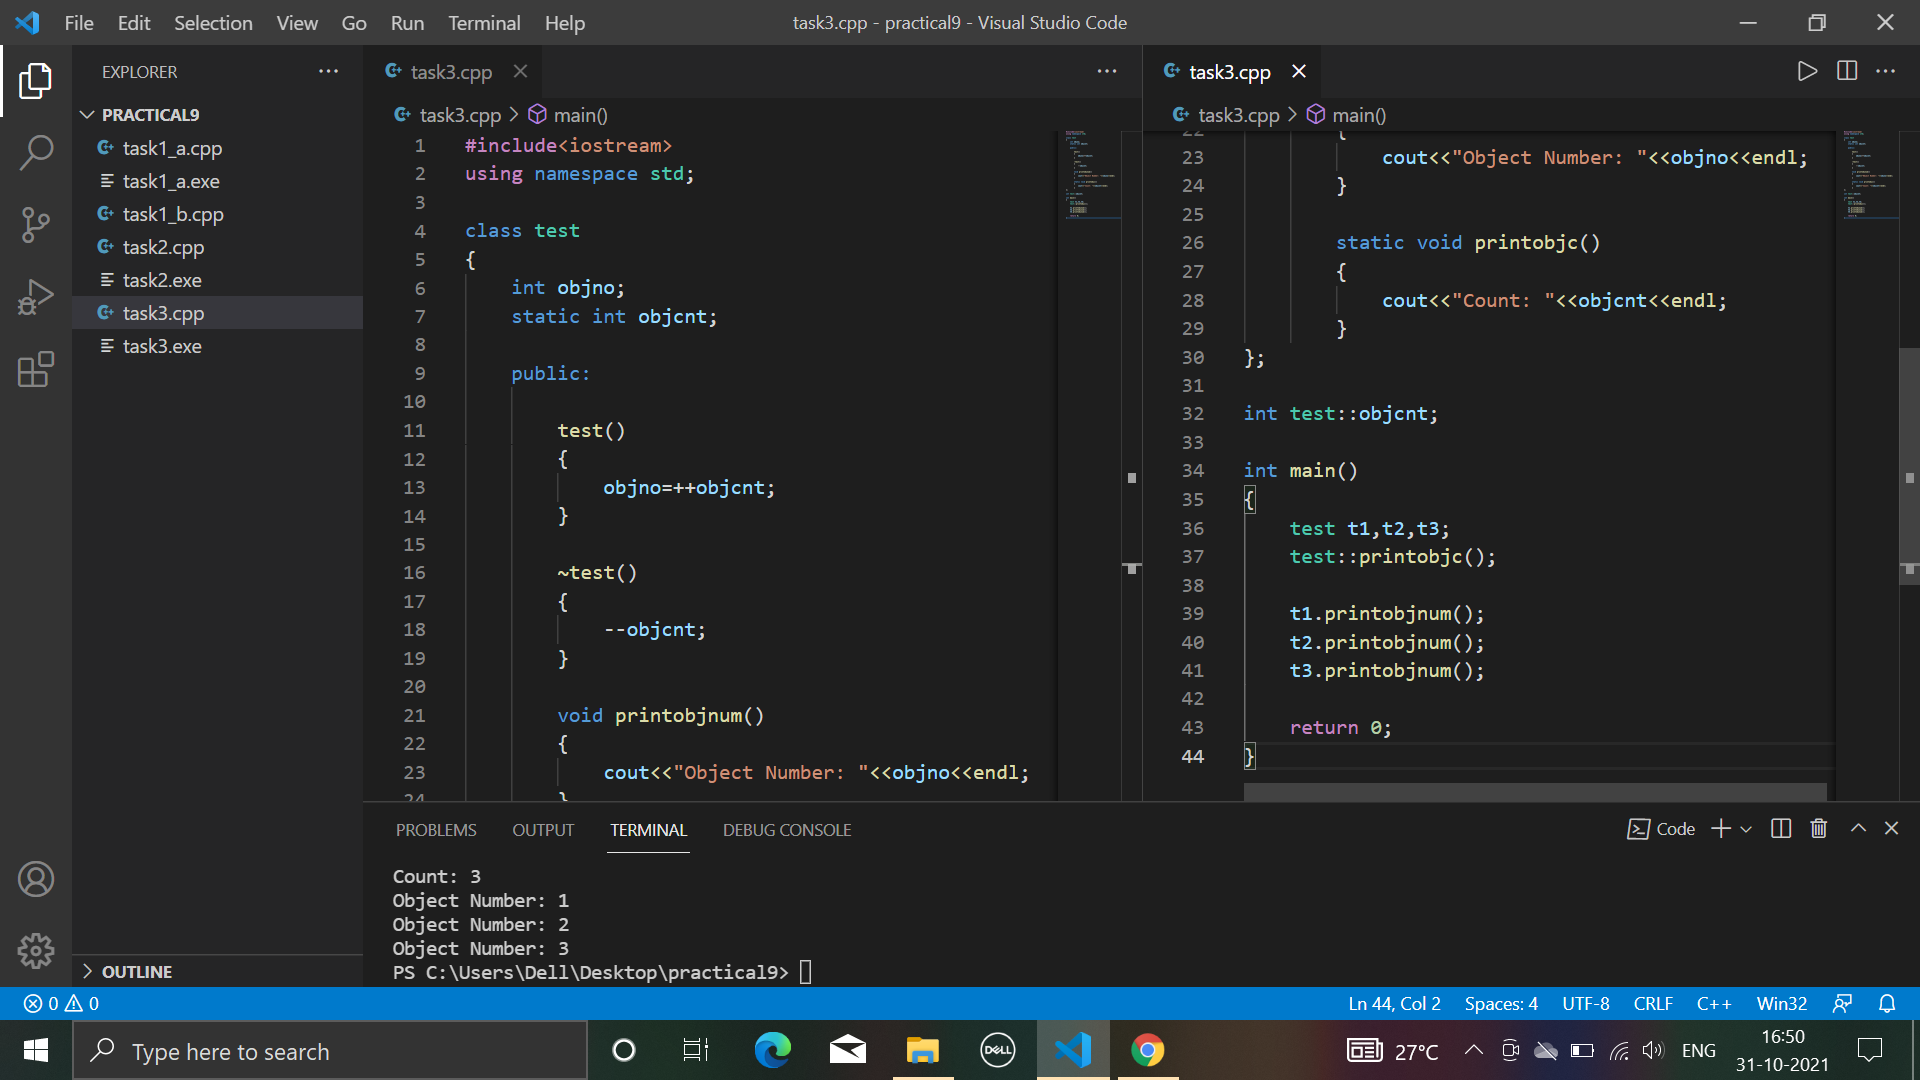 File Edit Selection View Go Run Terminal Help
task3.cpp - practical9 - Visual Studio Code
EXPLORER
PRACTICAL9
task1_a.cpp
task1_a.exe
task1_b.cpp
task2.cpp
task2.exe
task3.cpp
task3.exe
OUTLINE
task3.cpp
task3.cpp > main()
1 #include<iostream>
2 using namespace std;
3
4 class test
5 {
6 int objno;
7 static int objcnt;
8
9 public:
10
11 test()
12 {
13 objno=++objcnt;
14 }
15
16 ~test()
17 {
18 --objcnt;
19 }
20
21 void printobjnum()
22 {
23 cout<<"Object Number: "<<objno<<endl;
24 }
task3.cpp
task3.cpp > main()
22 {
23 cout<<"Object Number: "<<objno<<endl;
24 }
25
26 static void printobjc()
27 {
28 cout<<"Count: "<<objcnt<<endl;
29 }
30 };
31
32 int test::objcnt;
33
34 int main()
35 {
36 test t1,t2,t3;
37 test::printobjc();
38
39 t1.printobjnum();
40 t2.printobjnum();
41 t3.printobjnum();
42
43 return 0;
44 }
PROBLEMS OUTPUT TERMINAL DEBUG CONSOLE
Code
Count: 3
Object Number: 1
Object Number: 2
Object Number: 3
PS C:\Users\Dell\Desktop\practical9>
0 0
Ln 44, Col 2 Spaces: 4 UTF-8 CRLF C++ Win32
Type here to search
DELL
27°C
ENG
16:50
31-10-2021